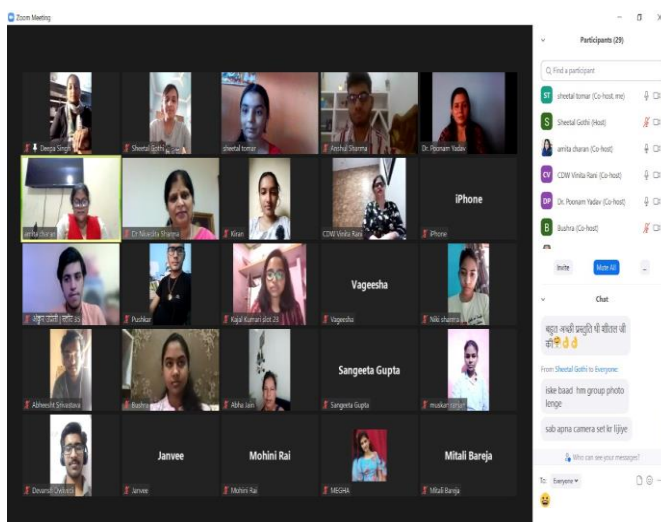 Zoom Meeting
Deepa Singh
Sheetal Gothi
sheetal tomar
Anshul Sharma
Dr. Poonam Yadav
amita charan
Dr Nivedita Sharma
Kiran
CDW Vinita Rani
iPhone
iPhone
Pushkar
Kajal Kumari slot 23
Vageesha
Vageesha
Niki sharma
Abheesht Srivastava
Bushra
Abha Jain
Sangeeta Gupta
Sangeeta Gupta
muskan
Devansh Dwivedi
Janvee
Janvee
Mohini Rai
Mohini Rai
MEGHA
Mitali Bareja
Mitali Bareja
Participants (29)
Find a participant
ST sheetal tomar (Co-host, me)
S Sheetal Gothi (Host)
amita charan (Co-host)
CV CDW Vinita Rani (Co-host)
DP Dr. Poonam Yadav (Co-host)
B Bushra (Co-host)
Invite
Mute All
...
Chat
बहुत अच्छी प्रस्तुति थी शीतल जी
की
From Sheetal Gothi to Everyone:
iske baad hm group photo
lenge
sab apna camera set kr lijiye
Who can see your messages?
To: Everyone